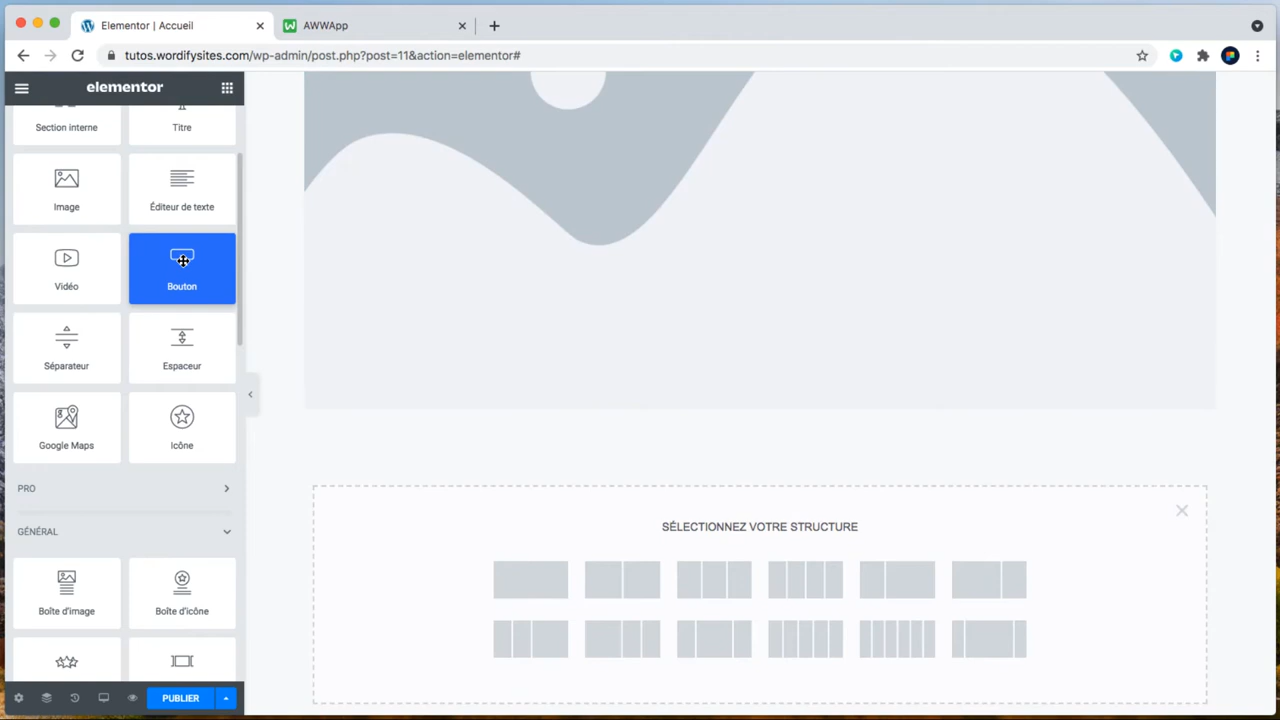 Elementor | Accueil
AWWApp
tutos.wordifysites.com/wp-admin/post.php?post=11&action=elementor#
elementor
Section interne
Titre
Image
Éditeur de texte
Vidéo
Bouton
Séparateur
Espaceur
Google Maps
Icône
PRO
GÉNÉRAL
Boîte d'image
Boîte d'icône
PUBLIER
SÉLECTIONNEZ VOTRE STRUCTURE